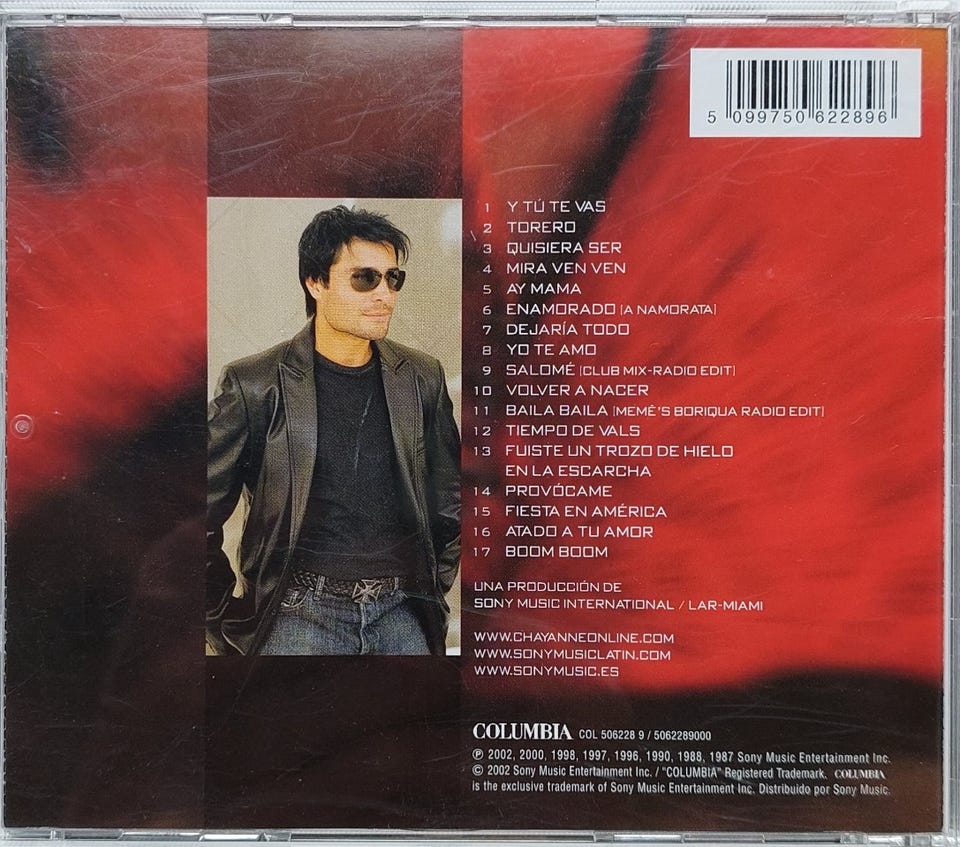 5 099750 622896
1 Y TÚ TE VAS
2 TORERO
3 QUISIERA SER
4 MIRA VEN VEN
5 AY MAMA
6 ENAMORADO [A NAMORATA]
7 DEJARÍA TODO
8 YO TE AMO
9 SALOMÉ [CLUB MIX-RADIO EDIT]
10 VOLVER A NACER
11 BAILA BAILA [MEMÊ'S BORIQUA RADIO EDIT]
12 TIEMPO DE VALS
13 FUISTE UN TROZO DE HIELO
EN LA ESCARCHA
14 PROVÓCAME
15 FIESTA EN AMÉRICA
16 ATADO A TU AMOR
17 BOOM BOOM
UNA PRODUCCIÓN DE
SONY MUSIC INTERNATIONAL / LAR-MIAMI
WWW.CHAYANNEONLINE.COM
WWW.SONYMUSICLATIN.COM
WWW.SONYMUSIC.ES
COLUMBIA COL 506228 9 / 5062289000
℗ 2002, 2000, 1998, 1997, 1996, 1990, 1988, 1987 Sony Music Entertainment Inc.
© 2002 Sony Music Entertainment Inc. / "COLUMBIA" Registered Trademark. COLUMBIA
is the exclusive trademark of Sony Music Entertainment Inc. Distribuido por Sony Music.